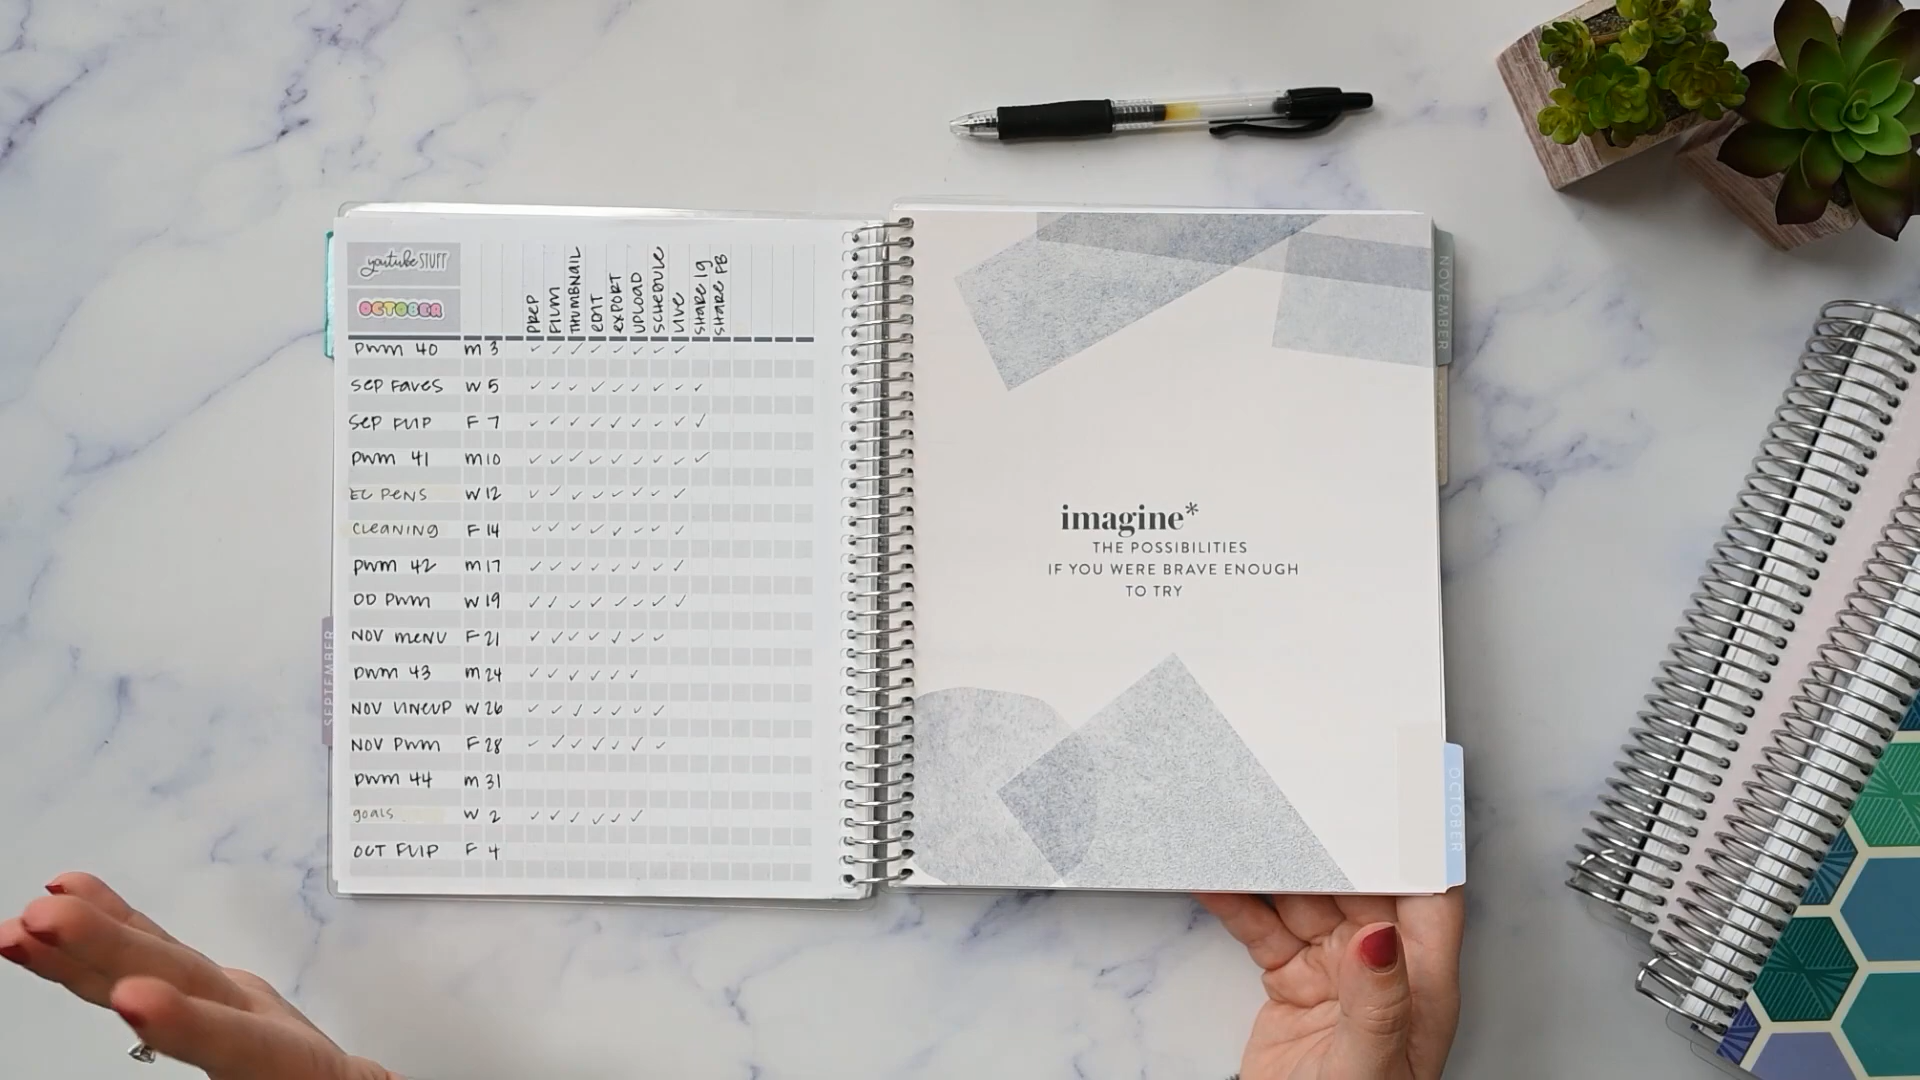 youtube STUFF
OCTOBER
PREP
FILM
THUMBNAIL
EDIT
EXPORT
UPLOAD
SCHEDULE
LIVE
SHARE IG
SHARE FB
PWM 40 M 3
SEP FAVES W 5
SEP FLIP F 7
PWM 41 M 10
EC PENS W 12
CLEANING F 14
PWM 42 M 17
OD PWM W 19
NOV MENU F 21
PWM 43 M 24
NOV LINEUP W 26
NOV PWM F 28
PWM 44 M 31
goals W 2
OCT FLIP F 4
SEPTEMBER
imagine*
THE POSSIBILITIES
IF YOU WERE BRAVE ENOUGH
TO TRY
NOVEMBER
OCTOBER